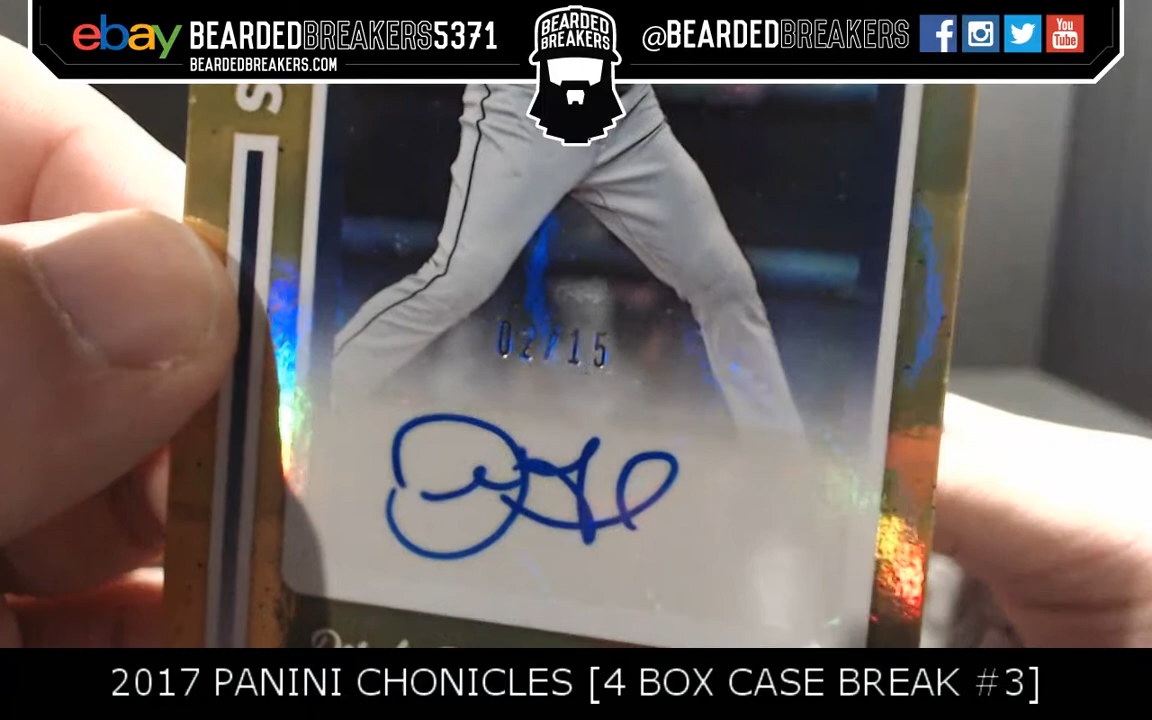 ebay BEARDEDBREAKERS5371
BEARDEDBREAKERS.COM
BEARDED
BREAKERS
@BEARDEDBREAKERS
You
Tube
S
02/15
2017 PANINI CHONICLES [4 BOX CASE BREAK #3]